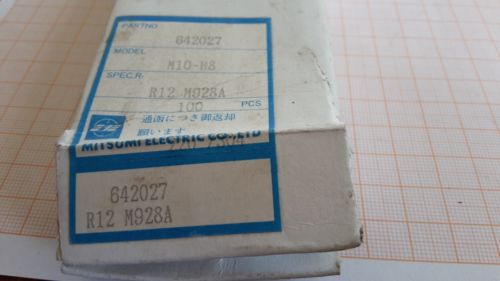 PARTNO
642027
MODEL
M10-H8
SPEC.R.
R12 M928A
100 PCS
通函につき御返却
願います
MITSUMI ELECTRIC CO.,LTD
642027
R12 M928A